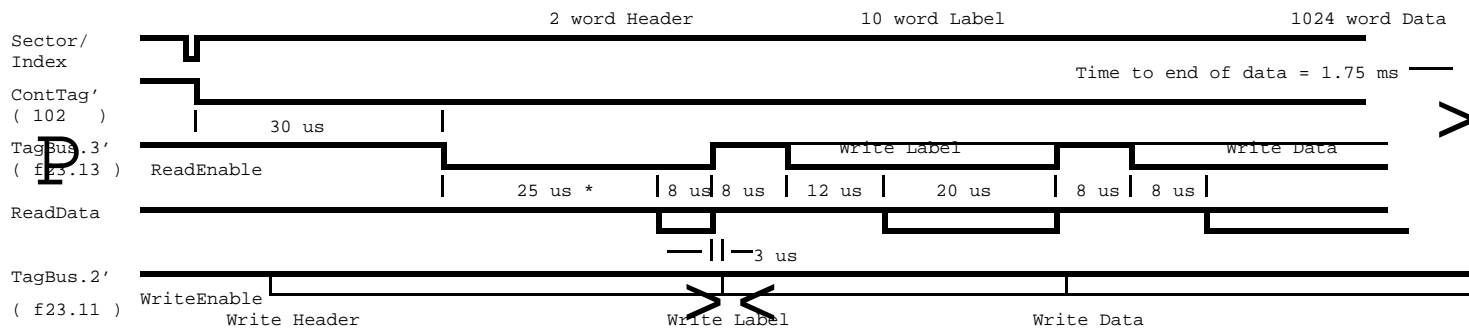 2 word Header 10 word Label 1024 word Data
Sector/
Index
Time to end of data = 1.75 ms
ContTag'
( 102 )
30 us
>
TagBus.3' Write Label Write Data
P
( f23.13 ) ReadEnable
25 us * 8 us 8 us 12 us 20 us 8 us 8 us
ReadData
3 us
TagBus.2'
WriteEnable
( f23.11 ) > <
Write Header Write Label Write Data